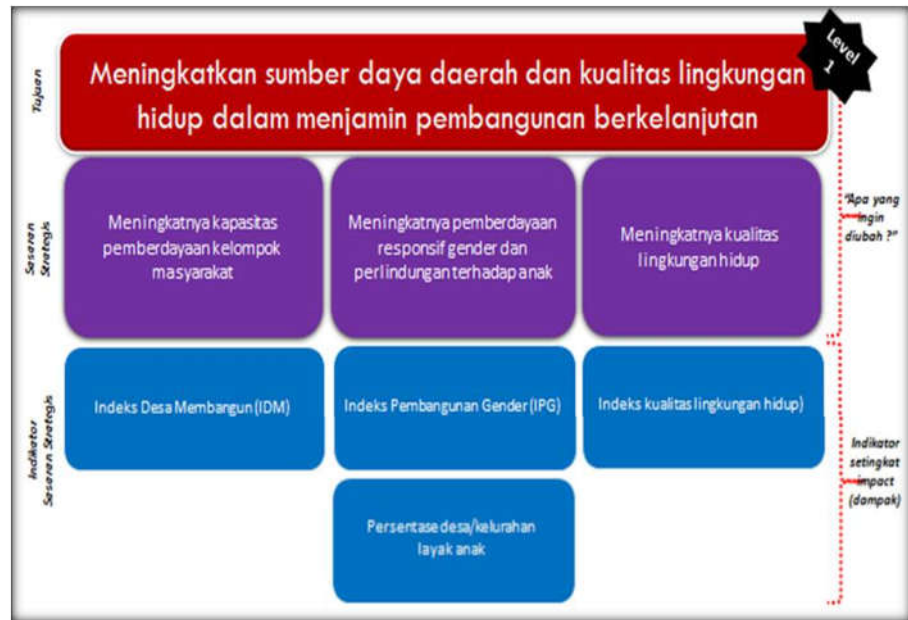 Tujuan
Meningkatkan sumber daya daerah dan kualitas lingkungan
hidup dalam menjamin pembangunan berkelanjutan
Level
1
Sasaran
Strategis
Meningkatnya kapasitas
pemberdayaan kelompok
masyarakat
Meningkatnya pemberdayaan
responsif gender dan
perlindungan terhadap anak
Meningkatnya kualitas
lingkungan hidup
"Apa yang
ingin
diubah ?"
Indikator
Sasaran Strategis
Indeks Desa Membangun (IDM)
Indeks Pembangunan Gender (IPG)
Indeks kualitas lingkungan hidup)
Persentase desa/kelurahan
layak anak
Indikator
setingkat
impact
(dampak)